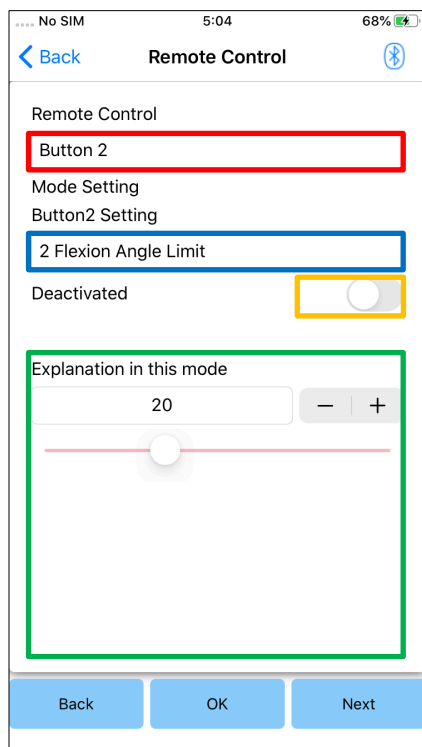 No SIM 5:04 68%
Back Remote Control
Remote Control
Button 2
Mode Setting
Button2 Setting
2 Flexion Angle Limit
Deactivated
Explanation in this mode
20 − +
Back OK Next